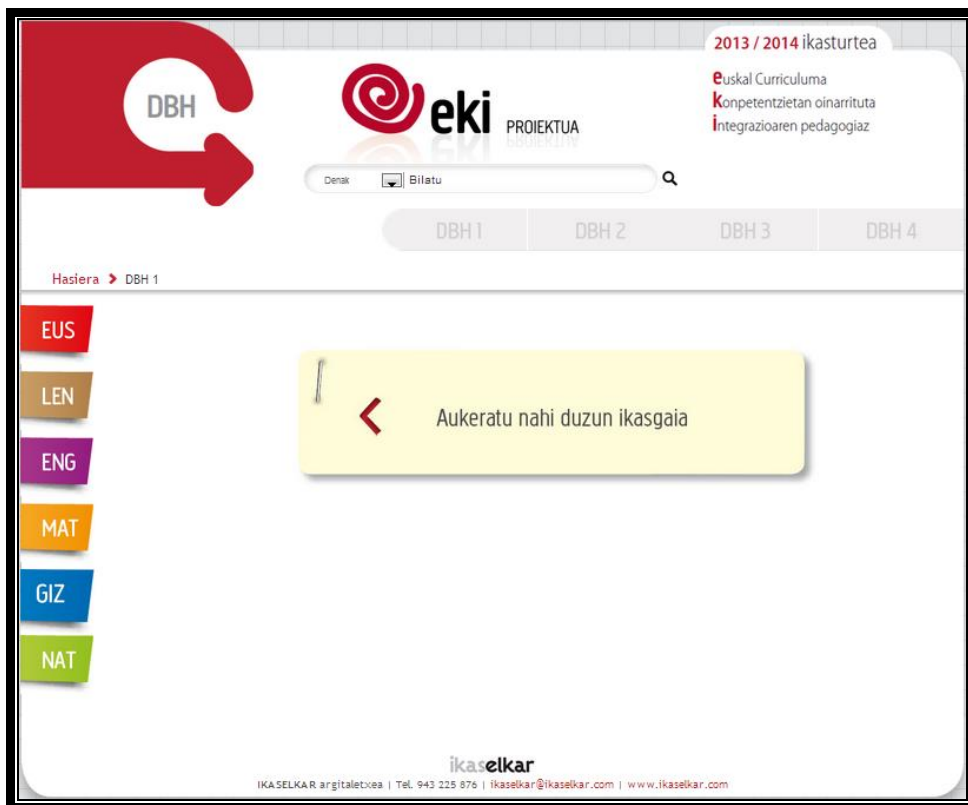 2013 / 2014 ikasturtea
DBH
euskal Curriculuma
konpetentzietan oinarrituta
integrazioaren pedagogiaz
eki PROIEKTUA
Denak Bilatu
DBH 1 DBH 2 DBH 3 DBH 4
Hasiera > DBH 1
EUS
LEN
ENG
MAT
GIZ
NAT
Aukeratu nahi duzun ikasgaia
ikaselkar
IKASELKAR argitaletxea | Tel. 943 225 876 | ikaselkar@ikaselkar.com | www.ikaselkar.com